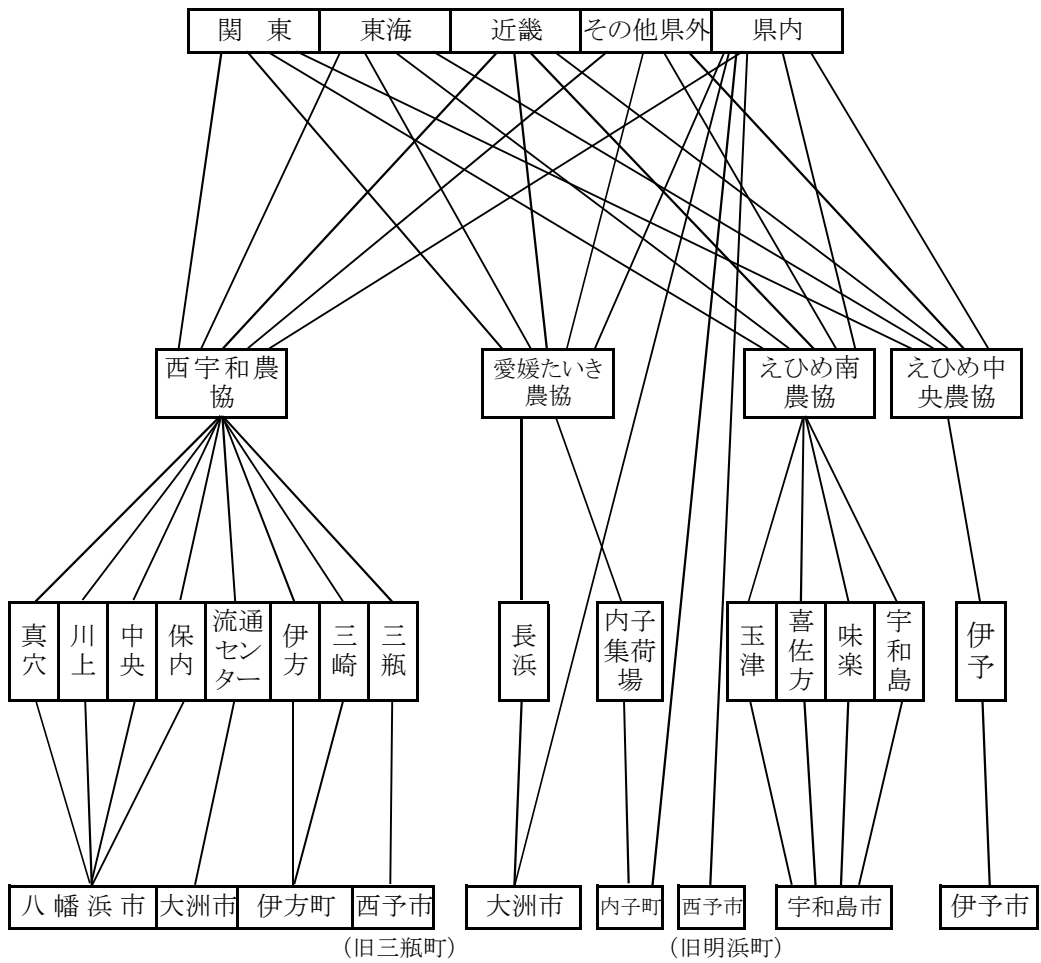 関 東
東海
近畿
その他県外
県内
西宇和農
協
愛媛たいき
農協
えひめ南
農協
えひめ中
央農協
真穴
川上
中央
保内
流通
センター
伊方
三崎
三瓶
長浜
内子
集荷
場
玉津
喜佐方
味楽
宇和島
伊予
八幡浜市
大洲市
伊方町
西予市
(旧三瓶町)
大洲市
内子町
西予市
(旧明浜町)
宇和島市
伊予市